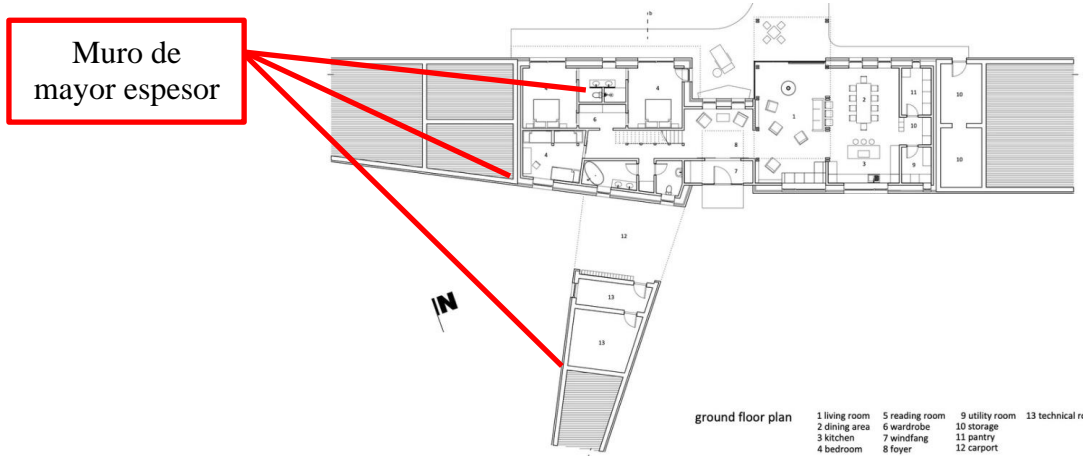 Muro de
mayor espesor
b
4
2
11
1
10
6
10
8
4
3
9
10
7
12
N
13
13
ground floor plan
1 living room 5 reading room 9 utility room 13 technical ro
2 dining area 6 wardrobe 10 storage
3 kitchen 7 windfang 11 pantry
4 bedroom 8 foyer 12 carport